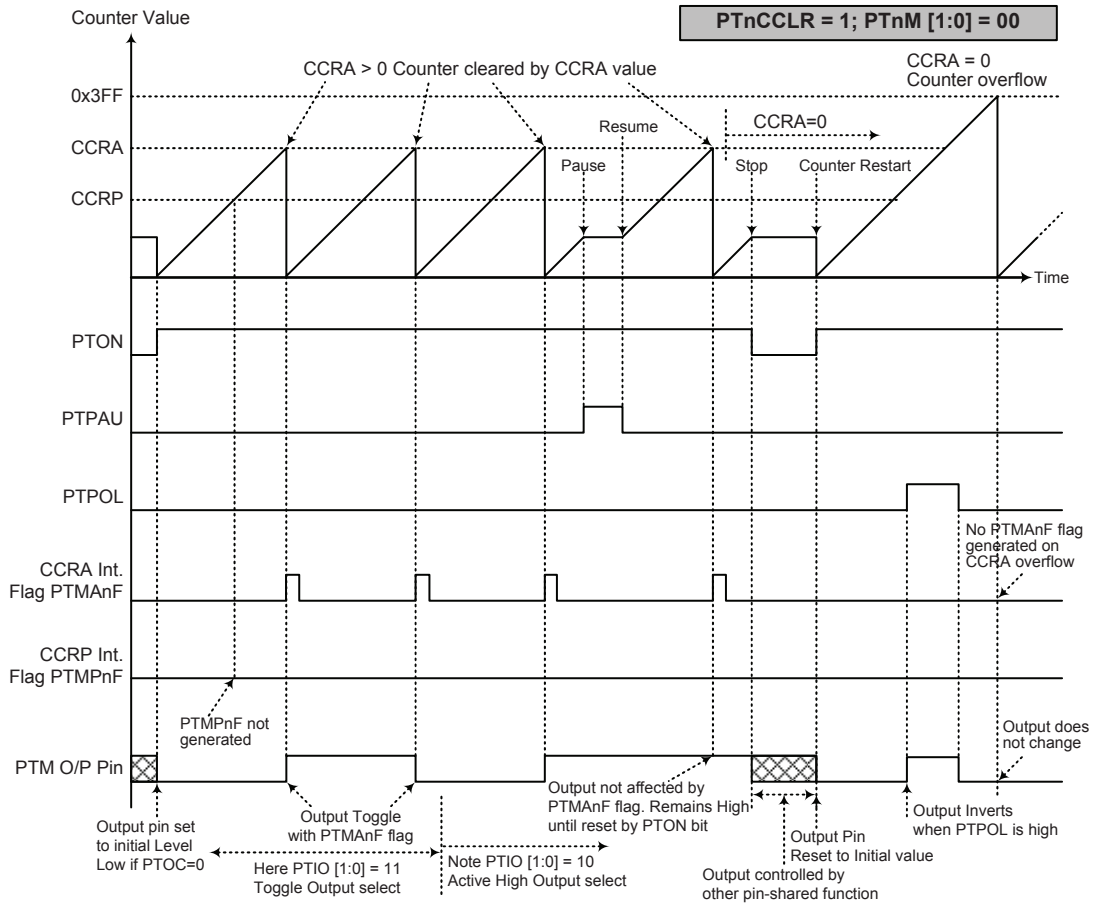 Counter Value
PTnCCLR = 1; PTnM [1:0] = 00
CCRA > 0 Counter cleared by CCRA value
CCRA = 0
Counter overflow
0x3FF
Resume
CCRA=0
CCRA
Pause
Stop
Counter Restart
CCRP
Time
PTON
PTPAU
PTPOL
No PTMAnF flag
generated on
CCRA overflow
CCRA Int.
Flag PTMAnF
CCRP Int.
Flag PTMPnF
PTMPnF not
generated
Output does
not change
PTM O/P Pin
Output pin set
to initial Level
Low if PTOC=0
Output Toggle
with PTMAnF flag
Output not affected by
PTMAnF flag. Remains High
until reset by PTON bit
Output Inverts
when PTPOL is high
Output Pin
Reset to Initial value
Here PTIO [1:0] = 11
Toggle Output select
Note PTIO [1:0] = 10
Active High Output select
Output controlled by
other pin-shared function